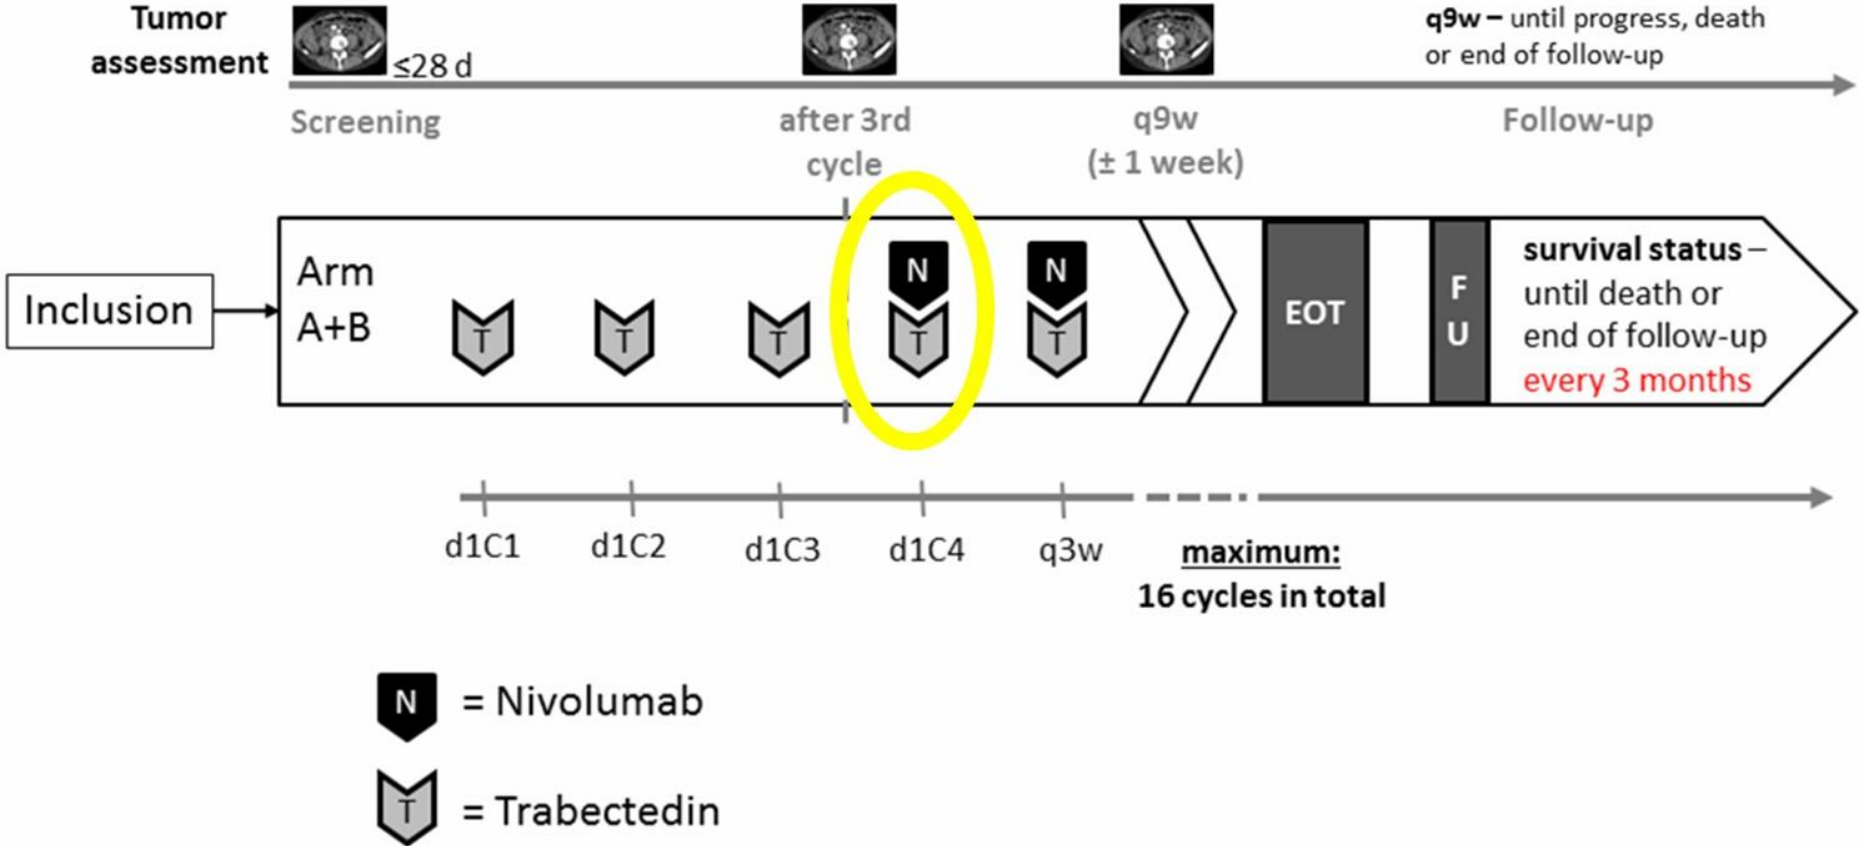 Tumor
assessment
≤28 d
q9w – until progress, death
or end of follow-up
Screening
after 3rd
cycle
q9w
(± 1 week)
Follow-up
Inclusion
Arm
A+B
T
T
T
N
T
N
T
EOT
F
U
survival status –
until death or
end of follow-up
every 3 months
d1C1
d1C2
d1C3
d1C4
q3w
maximum:
16 cycles in total
N = Nivolumab
T = Trabectedin